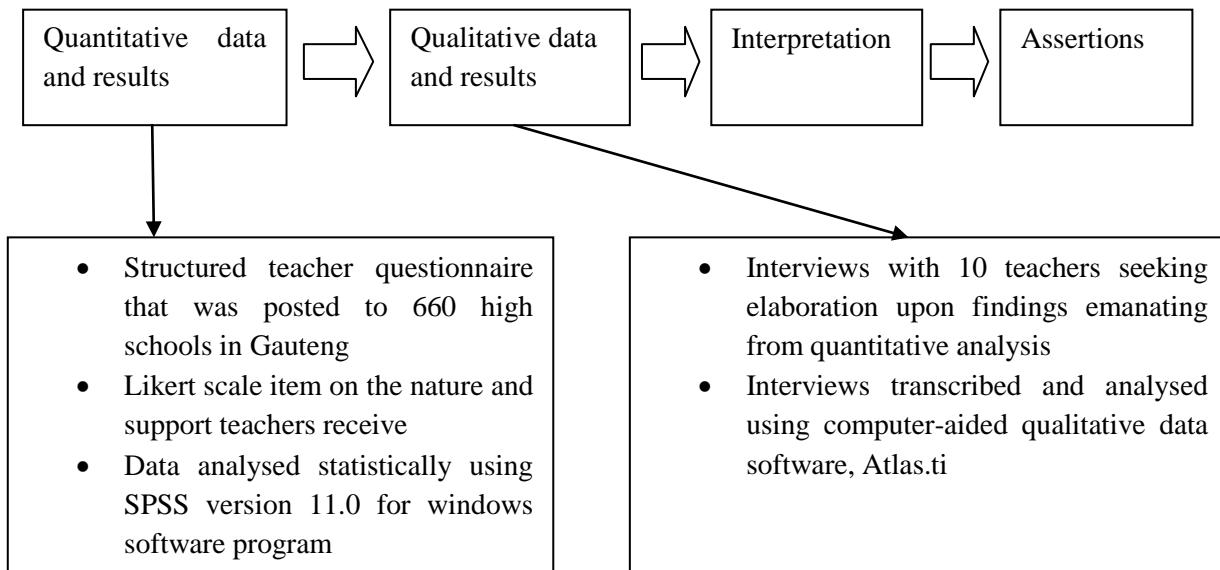 Quantitative data
and results
Qualitative data
and results
Interpretation
Assertions
• Structured teacher questionnaire
that was posted to 660 high
schools in Gauteng
• Likert scale item on the nature and
support teachers receive
• Data analysed statistically using
SPSS version 11.0 for windows
software program
• Interviews with 10 teachers seeking
elaboration upon findings emanating
from quantitative analysis
• Interviews transcribed and analysed
using computer-aided qualitative data
software, Atlas.ti